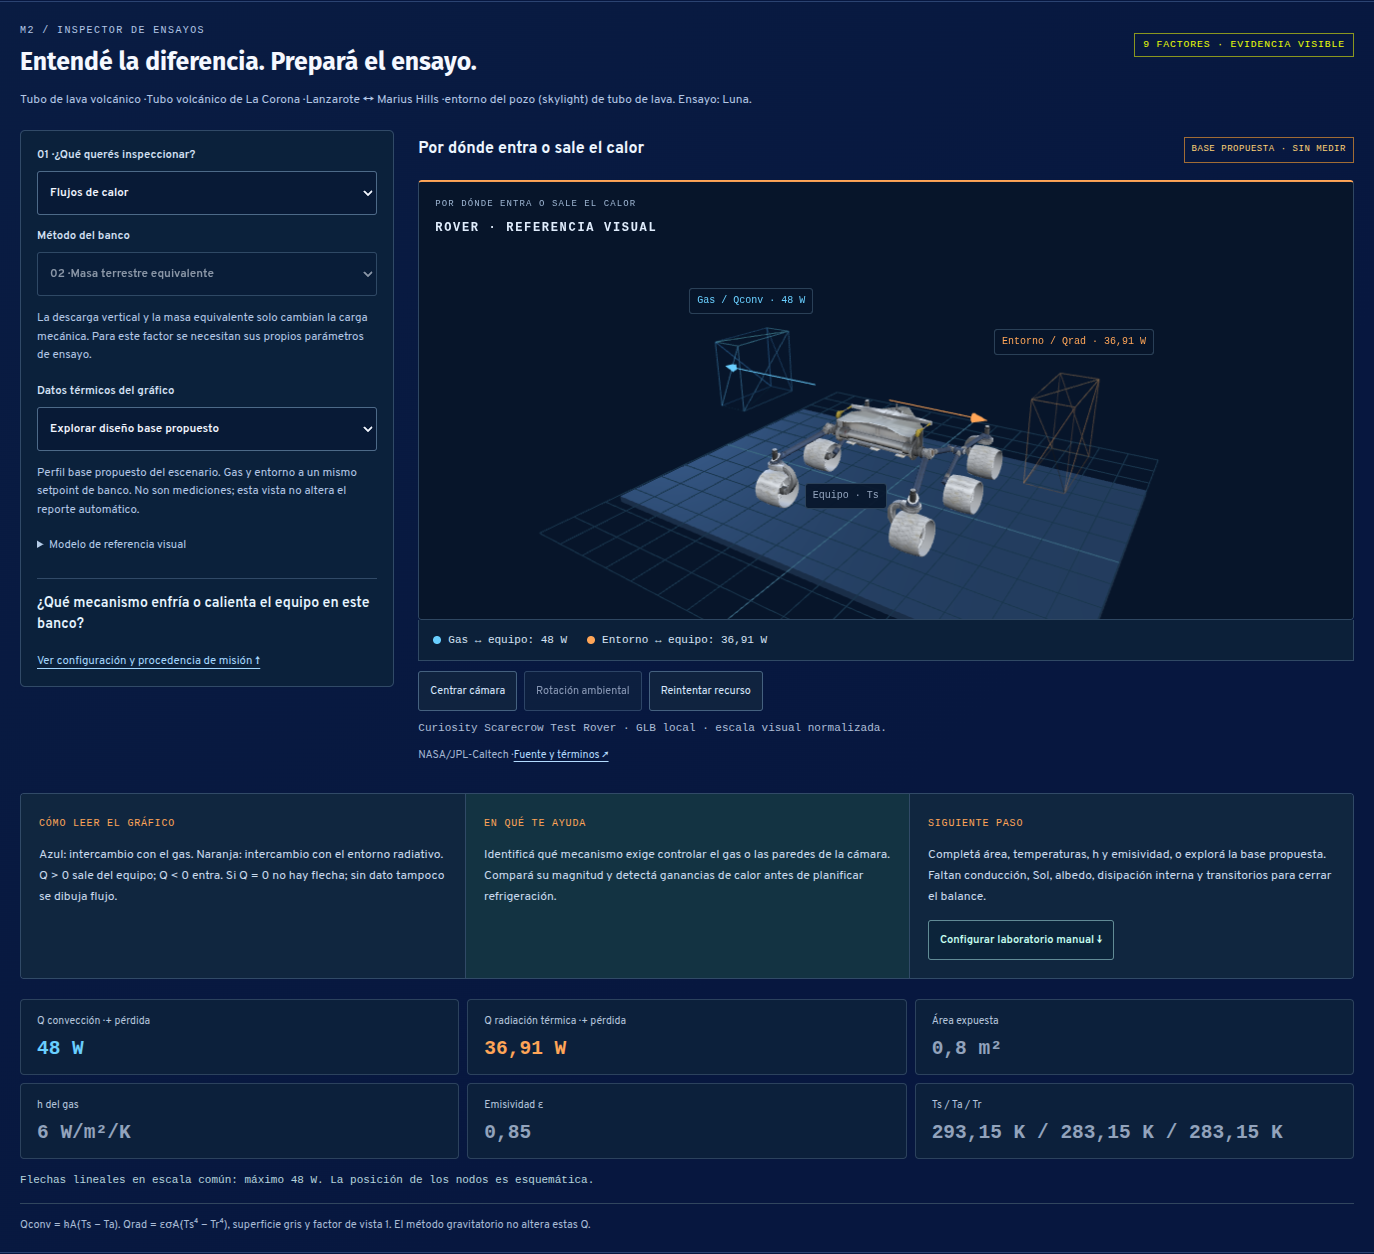 M2 / INSPECTOR DE ENSAYOS
Entendé la diferencia. Prepará el ensayo.
9 FACTORES · EVIDENCIA VISIBLE
Tubo de lava volcánico ·Tubo volcánico de La Corona ·Lanzarote ↔ Marius Hills ·entorno del pozo (skylight) de tubo de lava. Ensayo: Luna.
01 ·¿Qué querés inspeccionar?
Flujos de calor
Método del banco
02 ·Masa terrestre equivalente
La descarga vertical y la masa equivalente solo cambian la carga
mecánica. Para este factor se necesitan sus propios parámetros
de ensayo.
Datos térmicos del gráfico
Explorar diseño base propuesto
Perfil base propuesto del escenario. Gas y entorno a un mismo
setpoint de banco. No son mediciones; esta vista no altera el
reporte automático.
▶ Modelo de referencia visual
¿Qué mecanismo enfría o calienta el equipo en este
banco?
Ver configuración y procedencia de misión ↑
Por dónde entra o sale el calor
BASE PROPUESTA · SIN MEDIR
POR DÓNDE ENTRA O SALE EL CALOR
ROVER · REFERENCIA VISUAL
Gas / Qconv · 48 W
Entorno / Qrad · 36,91 W
Equipo · Ts
Gas ↔ equipo: 48 W
Entorno ↔ equipo: 36,91 W
Centrar cámara
Rotación ambiental
Reintentar recurso
Curiosity Scarecrow Test Rover · GLB local · escala visual normalizada.
NASA/JPL-Caltech ·Fuente y términos ↗
CÓMO LEER EL GRÁFICO
Azul: intercambio con el gas. Naranja: intercambio con el entorno radiativo.
Q > 0 sale del equipo; Q < 0 entra. Si Q = 0 no hay flecha; sin dato tampoco
se dibuja flujo.
EN QUÉ TE AYUDA
Identificá qué mecanismo exige controlar el gas o las paredes de la cámara.
Compará su magnitud y detectá ganancias de calor antes de planificar
refrigeración.
SIGUIENTE PASO
Completá área, temperaturas, h y emisividad, o explorá la base propuesta.
Faltan conducción, Sol, albedo, disipación interna y transitorios para cerrar
el balance.
Configurar laboratorio manual ↓
Q convección ·+ pérdida
48 W
Q radiación térmica ·+ pérdida
36,91 W
Área expuesta
0,8 m²
h del gas
6 W/m²/K
Emisividad ε
0,85
Ts / Ta / Tr
293,15 K / 283,15 K / 283,15 K
Flechas lineales en escala común: máximo 48 W. La posición de los nodos es esquemática.
Qconv = hA(Ts − Ta). Qrad = εσA(Ts⁴ − Tr⁴), superficie gris y factor de vista 1. El método gravitatorio no altera estas Q.